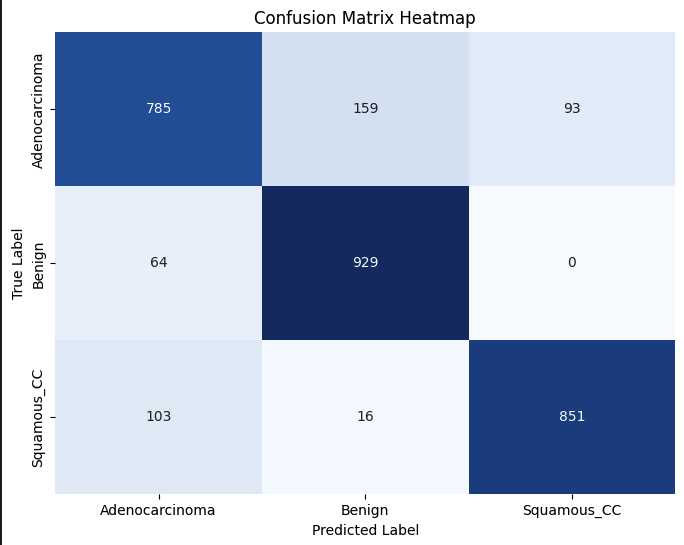 Confusion Matrix Heatmap
True Label
Adenocarcinoma
785 159 93
Benign
64 929 0
Squamous_CC
103 16 851
Adenocarcinoma Benign Squamous_CC
Predicted Label